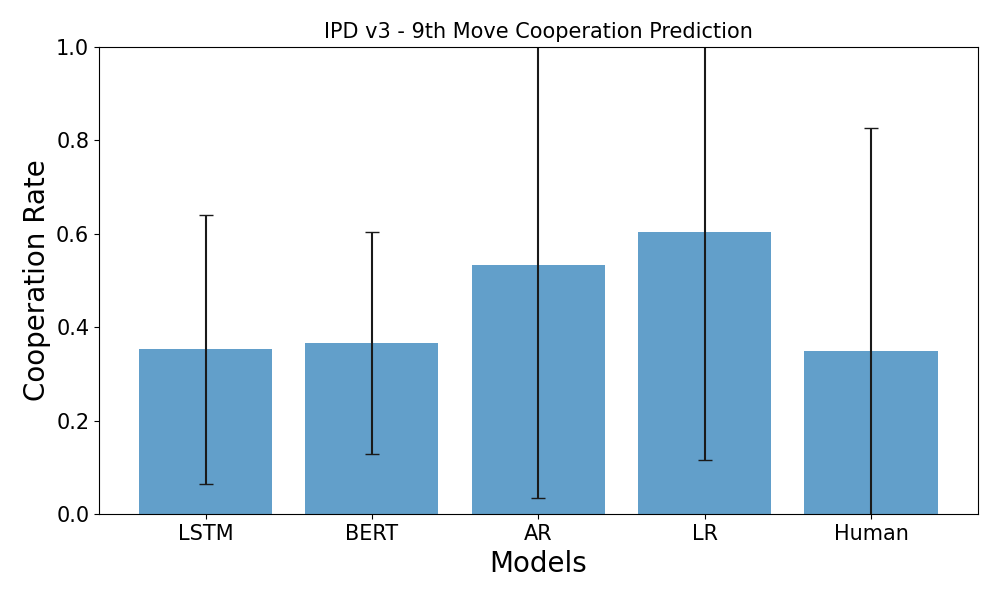 IPD v3 - 9th Move Cooperation Prediction
Cooperation Rate
1.0
0.8
0.6
0.4
0.2
0.0
LSTM BERT AR LR Human
Models